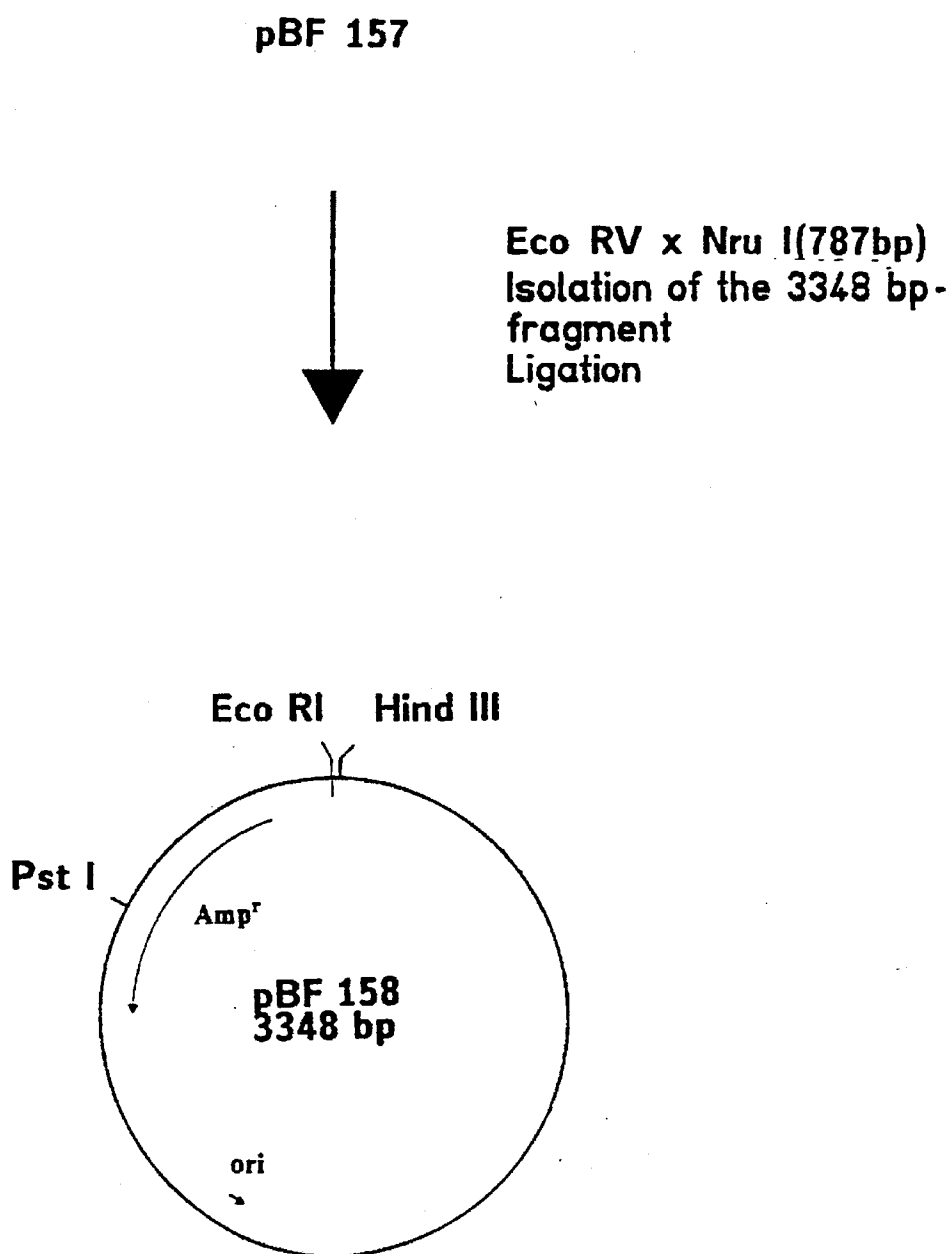 pBF 157
Eco RV x Nru I(787bp)
Isolation of the 3348 bp-
fragment
Ligation
Eco RI Hind III
Pst I
Ampʳ
pBF 158
3348 bp
ori